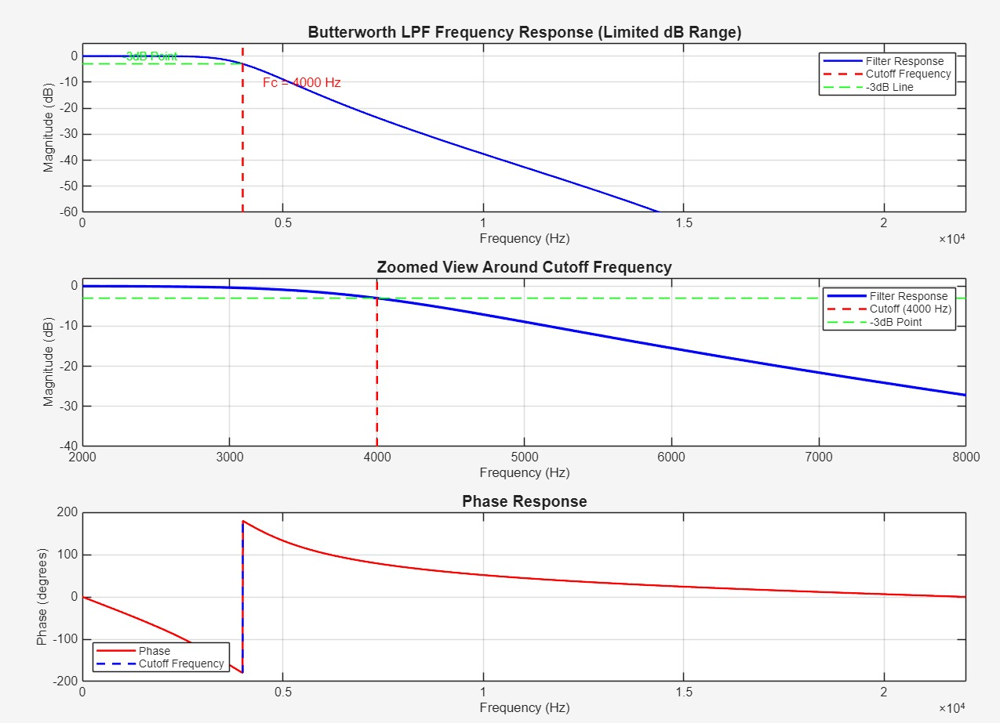 Butterworth LPF Frequency Response (Limited dB Range)
0
-10
-20
-30
-40
-50
-60
Magnitude (dB)
-3dB Point
Fc = 4000 Hz
Filter Response
Cutoff Frequency
-3dB Line
0 0.5 1 1.5 2
Frequency (Hz)
×10⁴
Zoomed View Around Cutoff Frequency
0
-10
-20
-30
-40
Magnitude (dB)
Filter Response
Cutoff (4000 Hz)
-3dB Point
2000 3000 4000 5000 6000 7000 8000
Frequency (Hz)
Phase Response
200
100
0
-100
-200
Phase (degrees)
Phase
Cutoff Frequency
0 0.5 1 1.5 2
Frequency (Hz)
×10⁴